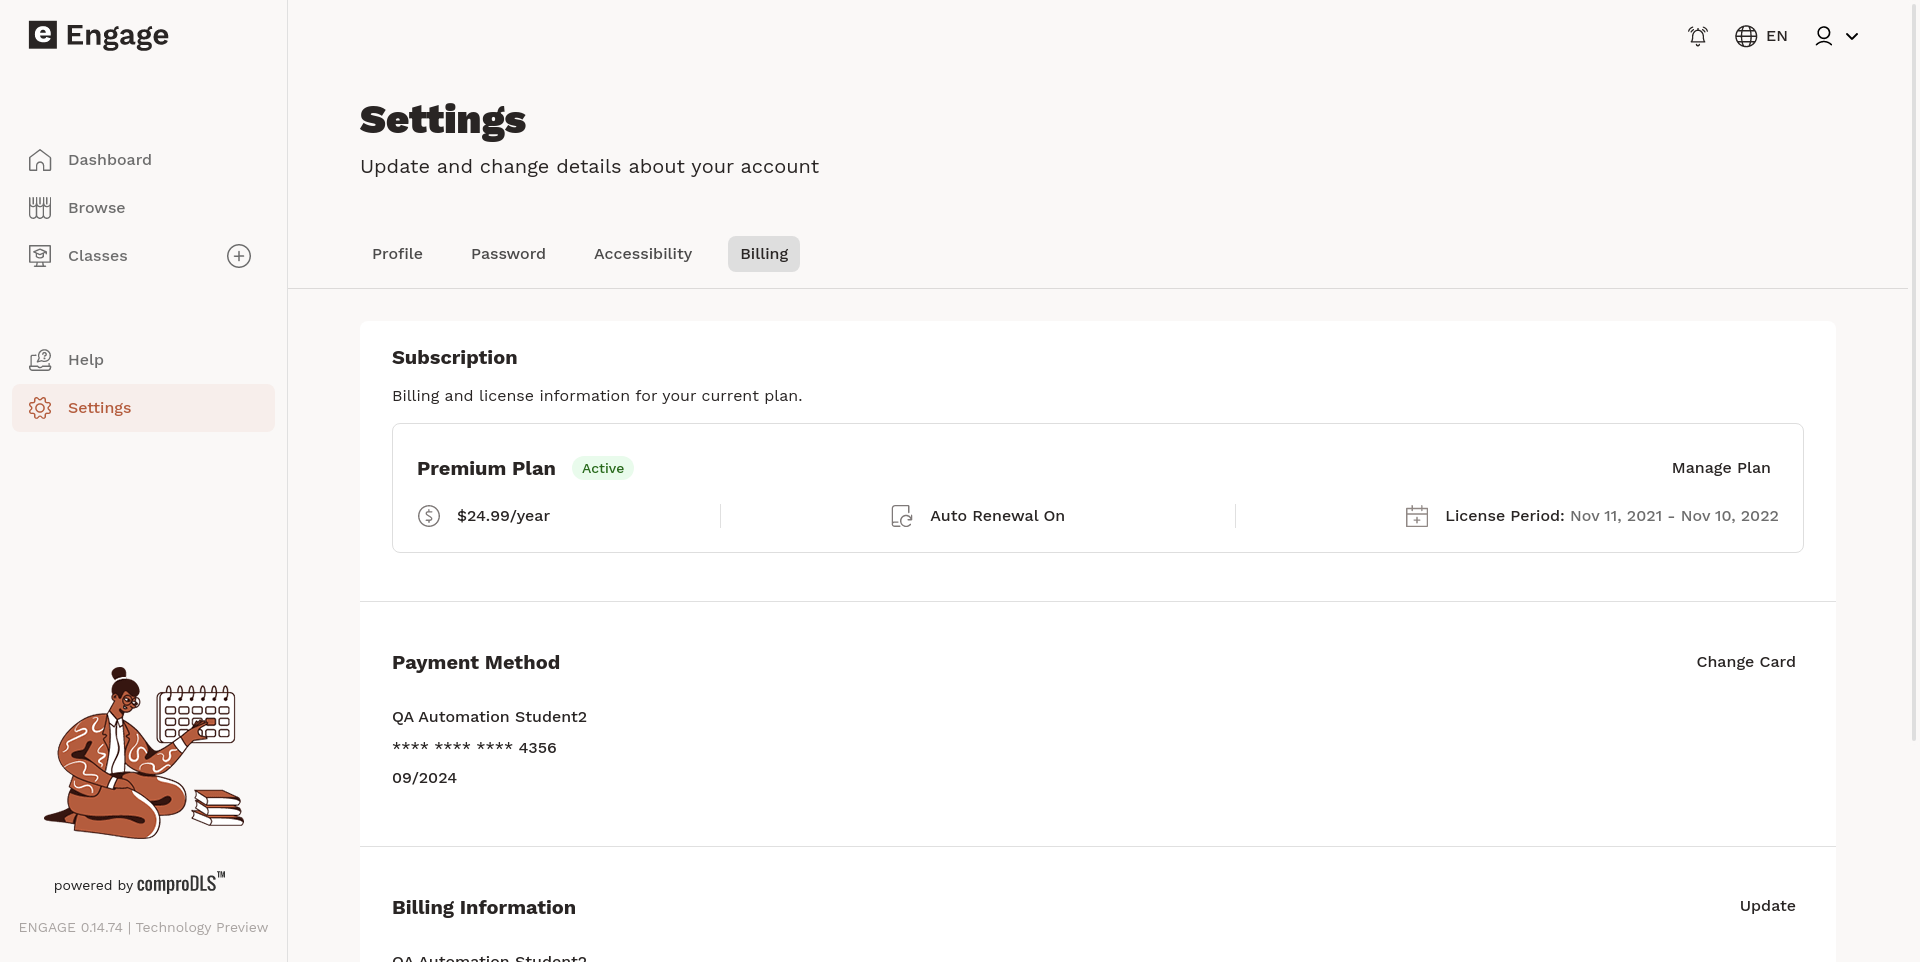 e Engage
EN
Dashboard
Browse
Classes
Help
Settings
powered by comproDLS™
ENGAGE 0.14.74 | Technology Preview
Settings
Update and change details about your account
Profile Password Accessibility Billing
Subscription
Billing and license information for your current plan.
Premium Plan Active Manage Plan
$24.99/year Auto Renewal On License Period: Nov 11, 2021 - Nov 10, 2022
Payment Method Change Card
QA Automation Student2
**** **** **** 4356
09/2024
Billing Information Update
QA Automation Student2